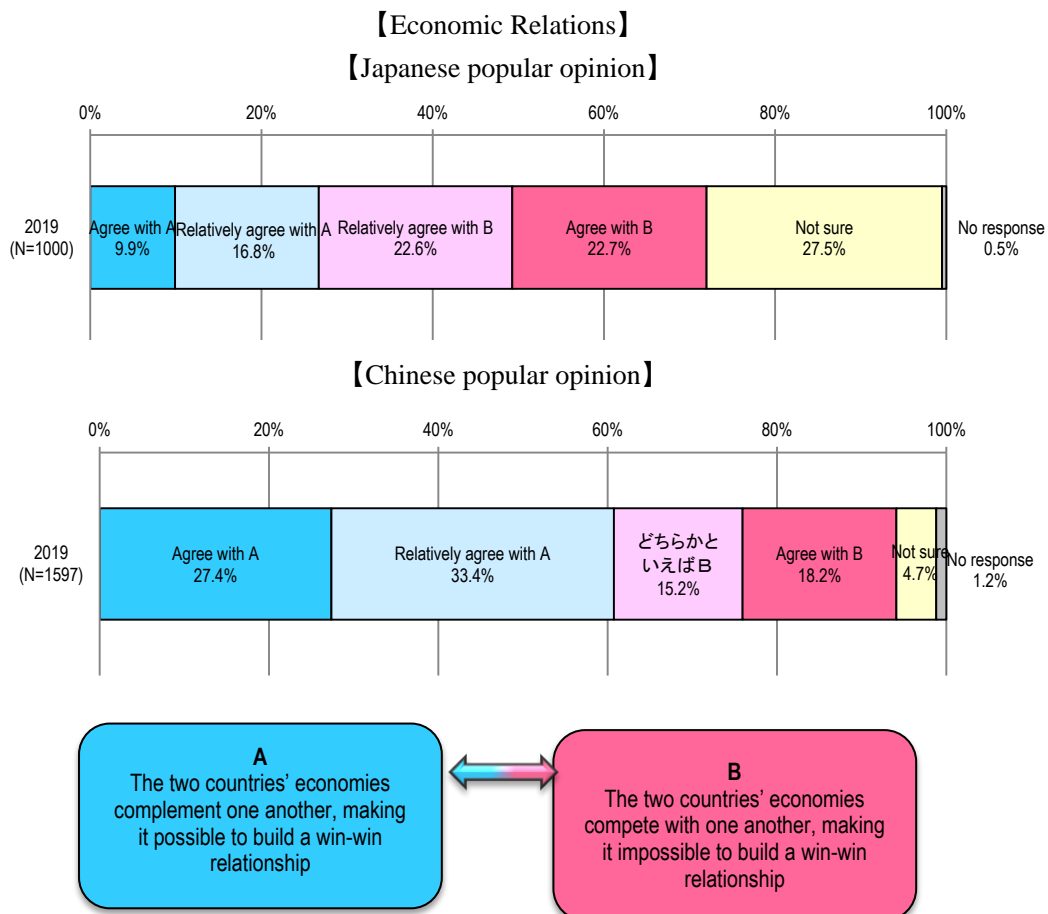 【Economic Relations】
【Japanese popular opinion】
0%
20%
40%
60%
80%
100%
2019
(N=1000)
Agree with A
9.9%
Relatively agree with A
16.8%
Relatively agree with B
22.6%
Agree with B
22.7%
Not sure
27.5%
No response
0.5%
【Chinese popular opinion】
0%
20%
40%
60%
80%
100%
2019
(N=1597)
Agree with A
27.4%
Relatively agree with A
33.4%
どちらかと
いえばＢ
15.2%
Agree with B
18.2%
Not sure
4.7%
No response
1.2%
A
The two countries’ economies
complement one another, making
it possible to build a win-win
relationship
B
The two countries’ economies
compete with one another, making
it impossible to build a win-win
relationship